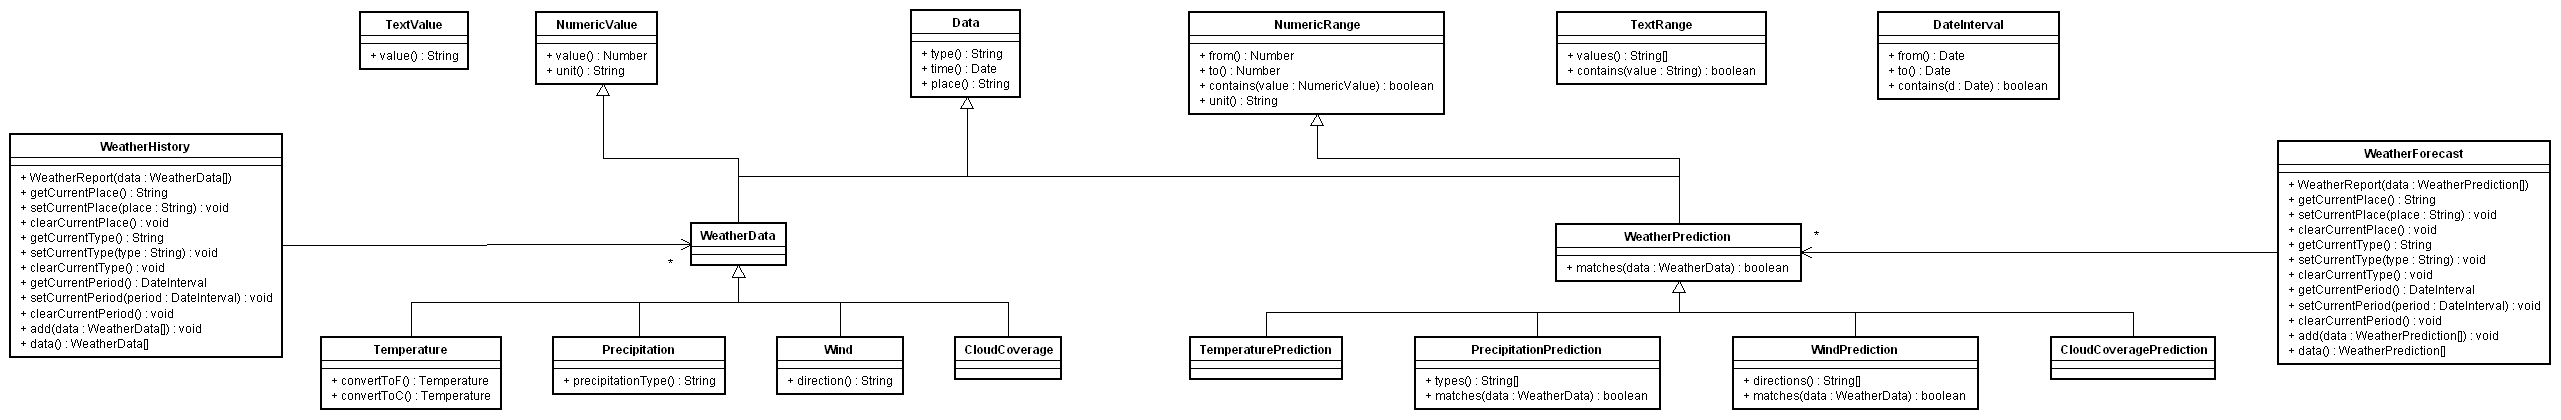 TextValue
+ value() : String
NumericValue
+ value() : Number
+ unit() : String
Data
+ type() : String
+ time() : Date
+ place() : String
NumericRange
+ from() : Number
+ to() : Number
+ contains(value : NumericValue) : boolean
+ unit() : String
TextRange
+ values() : String[]
+ contains(value : String) : boolean
DateInterval
+ from() : Date
+ to() : Date
+ contains(d : Date) : boolean
WeatherHistory
+ WeatherReport(data : WeatherData[])
+ getCurrentPlace() : String
+ setCurrentPlace(place : String) : void
+ clearCurrentPlace() : void
+ getCurrentType() : String
+ setCurrentType(type : String) : void
+ clearCurrentType() : void
+ getCurrentPeriod() : DateInterval
+ setCurrentPeriod(period : DateInterval) : void
+ clearCurrentPeriod() : void
+ add(data : WeatherData[]) : void
+ data() : WeatherData[]
*
WeatherData
WeatherPrediction
+ matches(data : WeatherData) : boolean
*
WeatherForecast
+ WeatherReport(data : WeatherPrediction[])
+ getCurrentPlace() : String
+ setCurrentPlace(place : String) : void
+ clearCurrentPlace() : void
+ getCurrentType() : String
+ setCurrentType(type : String) : void
+ clearCurrentType() : void
+ getCurrentPeriod() : DateInterval
+ setCurrentPeriod(period : DateInterval) : void
+ clearCurrentPeriod() : void
+ add(data : WeatherPrediction[]) : void
+ data() : WeatherPrediction[]
Temperature
+ convertToF() : Temperature
+ convertToC() : Temperature
Precipitation
+ precipitationType() : String
Wind
+ direction() : String
CloudCoverage
TemperaturePrediction
PrecipitationPrediction
+ types() : String[]
+ matches(data : WeatherData) : boolean
WindPrediction
+ directions() : String[]
+ matches(data : WeatherData) : boolean
CloudCoveragePrediction